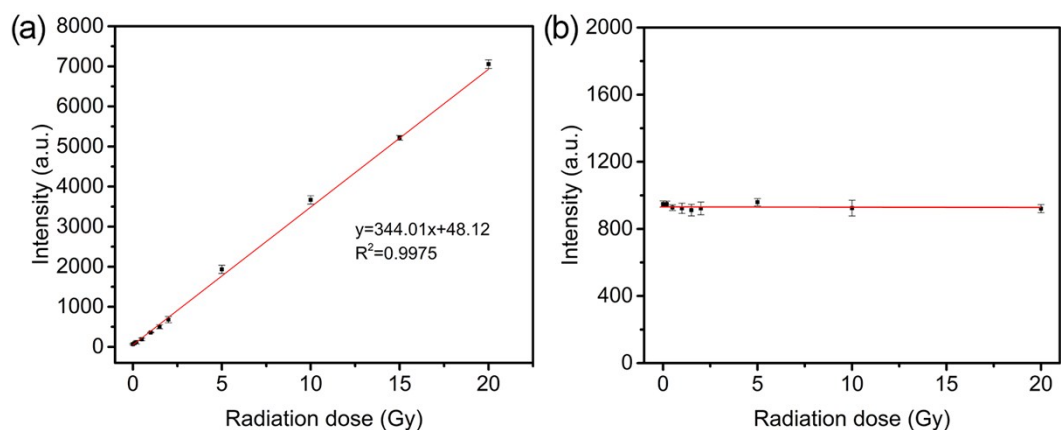 (a)
8000
7000
6000
5000
4000
3000
2000
1000
0
Intensity (a.u.)
y=344.01x+48.12
R²=0.9975
0 5 10 15 20
Radiation dose (Gy)
(b)
2000
1600
1200
800
400
0
Intensity (a.u.)
0 5 10 15 20
Radiation dose (Gy)